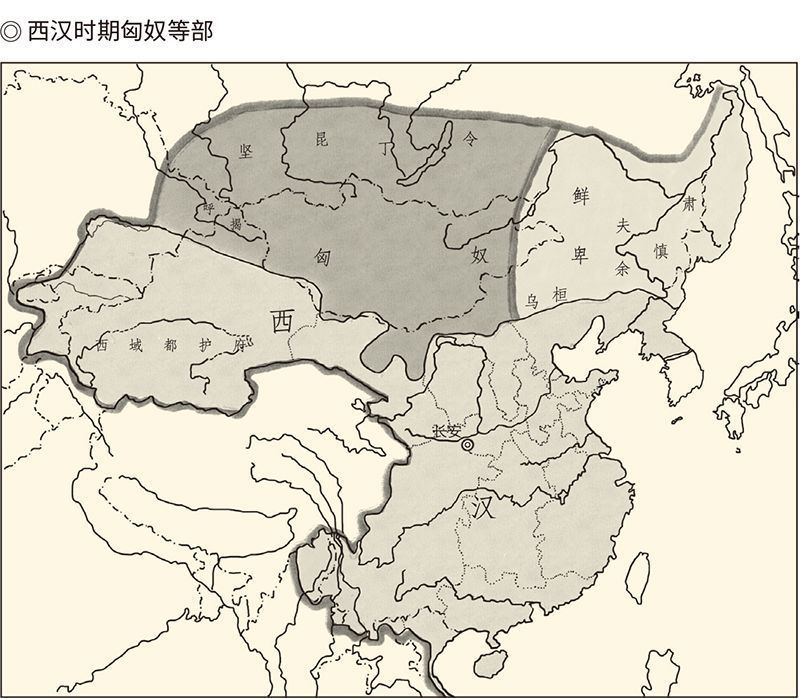 ◎ 西汉时期匈奴等部
坚 昆 丁 令
呼 揭
匈 奴
鲜 卑
夫 余
肃 慎
乌 桓
西
西域都护府
长安
汉